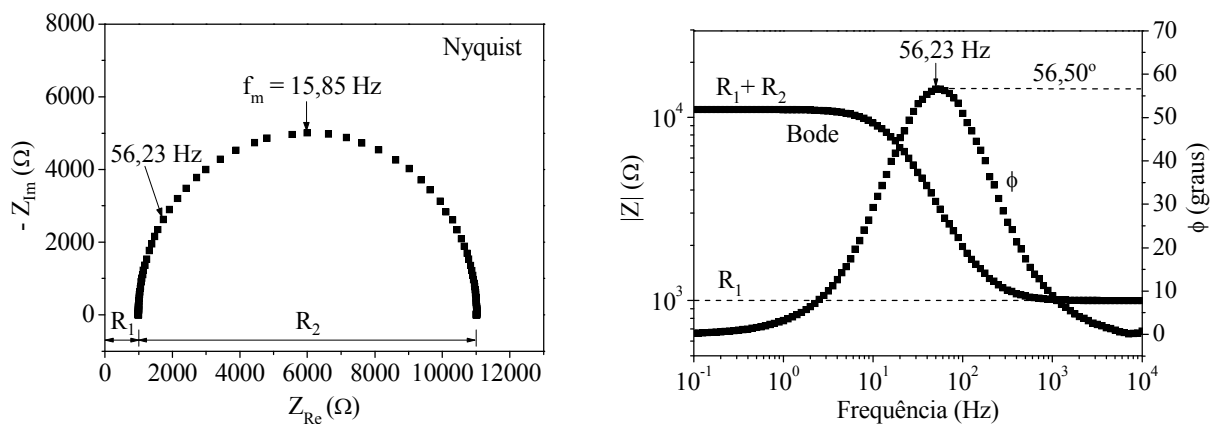 Nyquist
f_m = 15,85 Hz
56,23 Hz
R_1
R_2
8000
6000
4000
2000
0
- Z_Im (Ω)
0 2000 4000 6000 8000 10000 12000
Z_Re (Ω)
56,23 Hz
56,50º
R_1 + R_2
Bode
ϕ
R_1
10^4
10^3
|Z| (Ω)
70
60
50
40
30
20
10
0
ϕ (graus)
10^-1 10^0 10^1 10^2 10^3 10^4
Frequência (Hz)